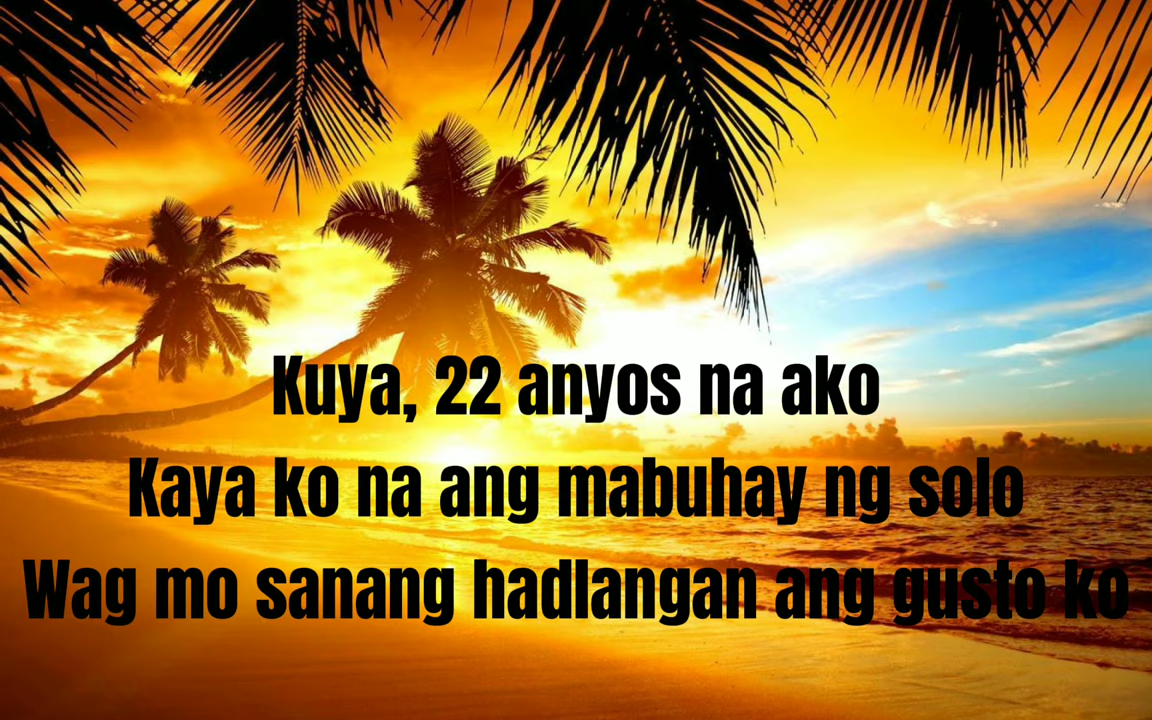 Kuya, 22 anyos na ako
Kaya ko na ang mabuhay ng solo
Wag mo sanang hadlangan ang gusto ko